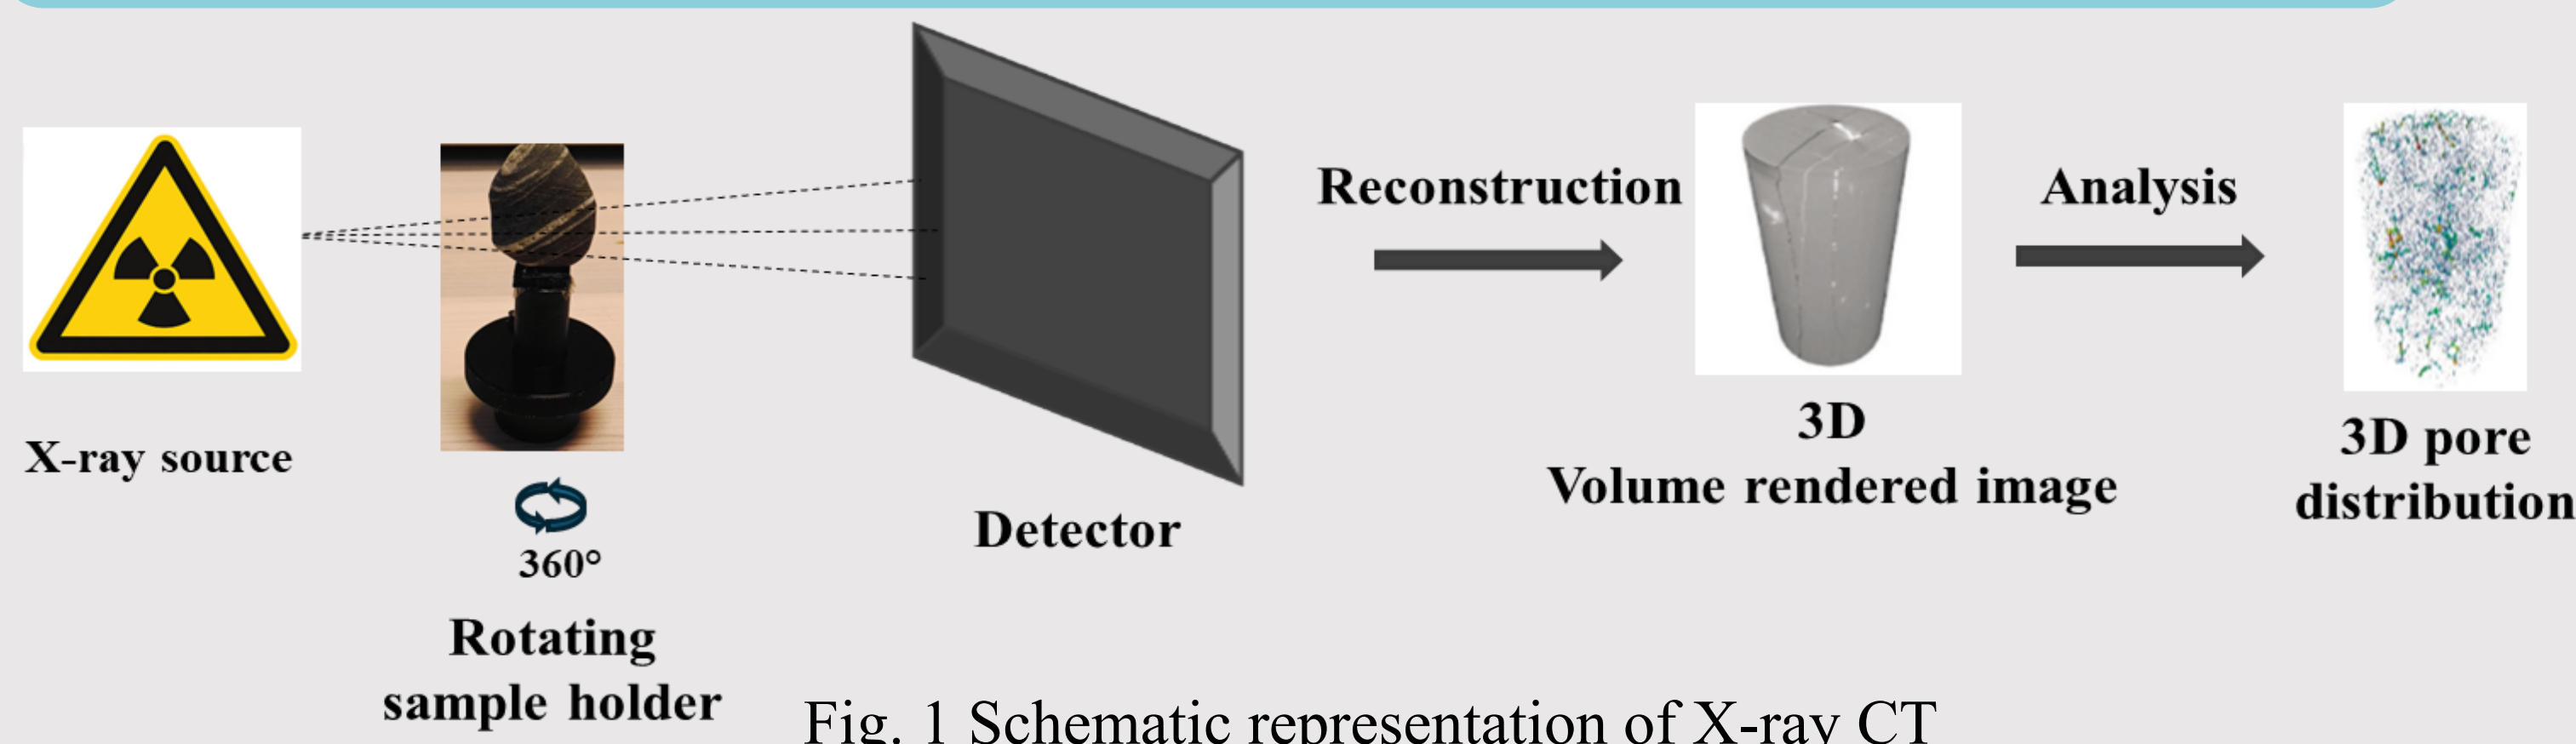 X-ray source
360°
Rotating
sample holder
Detector
Reconstruction
3D
Volume rendered image
Analysis
3D pore
distribution
Fig. 1 Schematic representation of X-ray CT